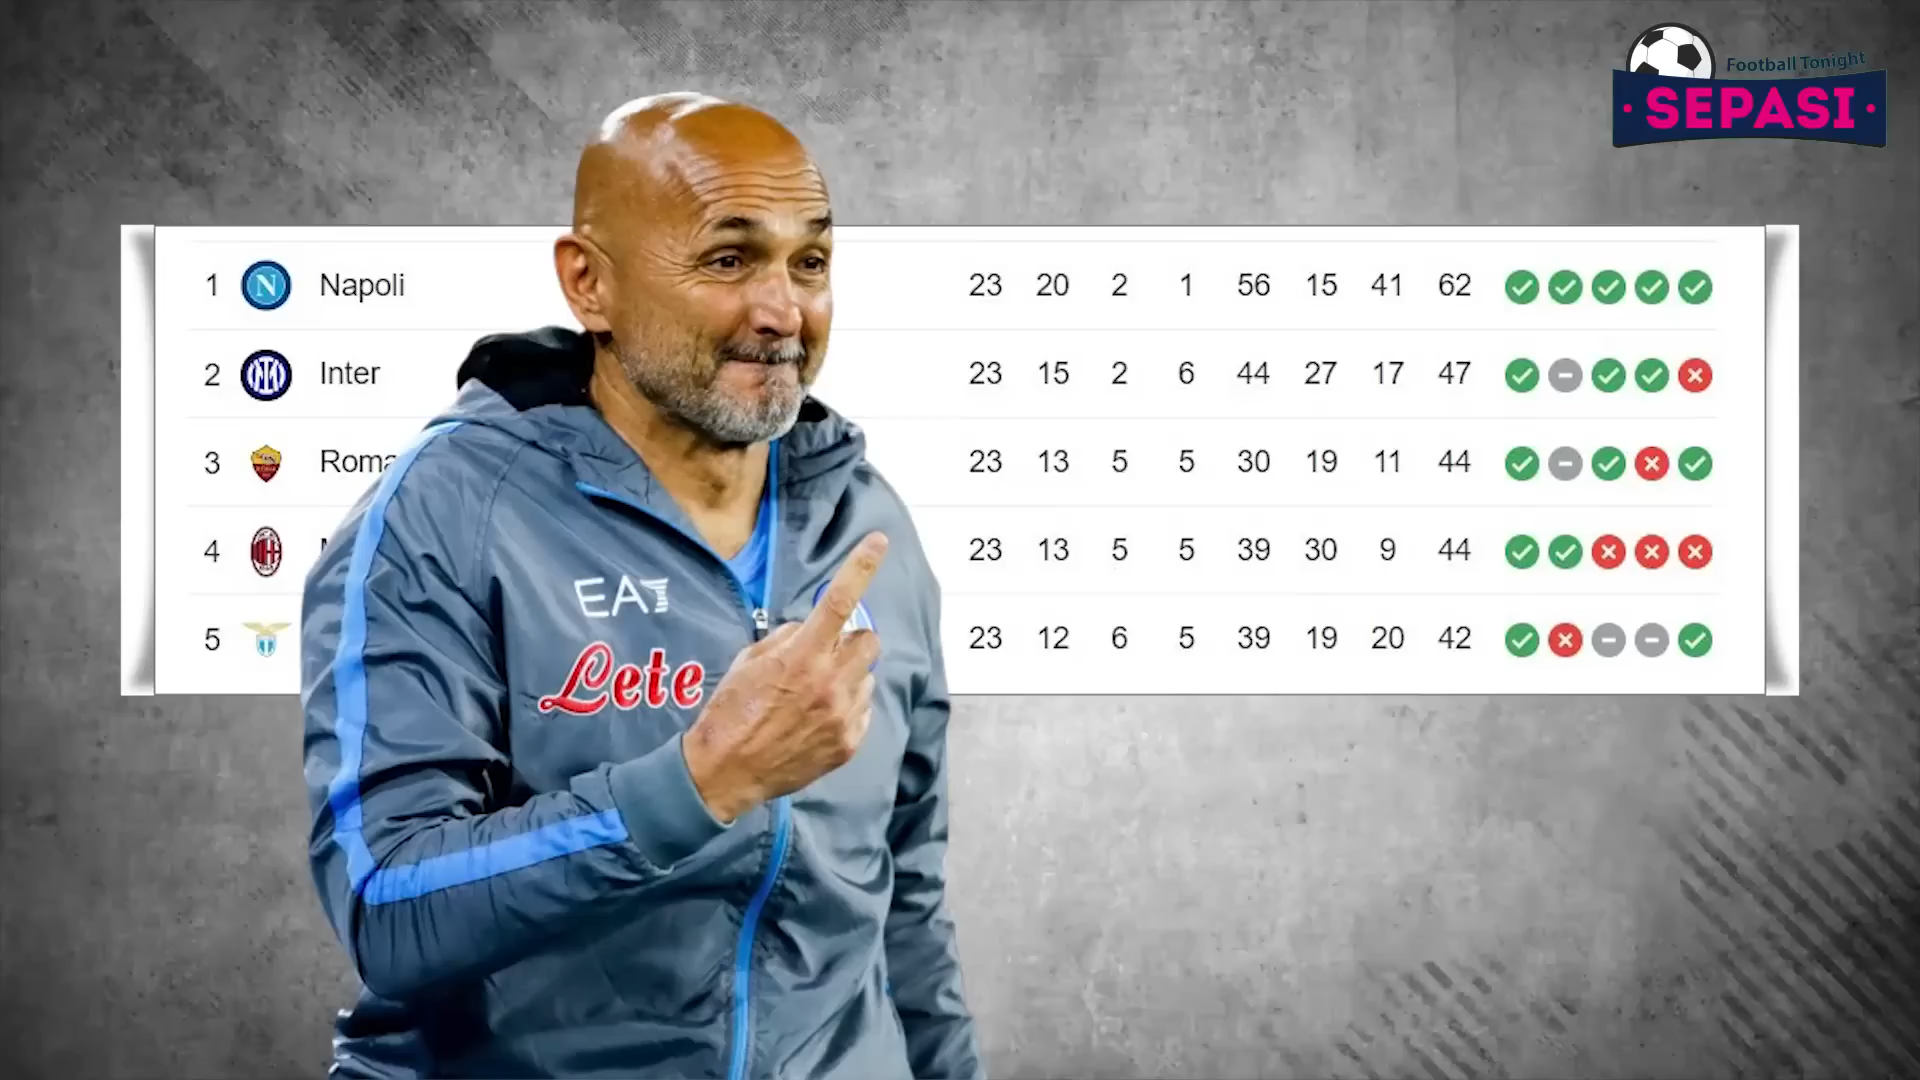 Football Tonight
SEPASI
1 N Napoli 23 20 2 1 56 15 41 62
2 Inter 23 15 2 6 44 27 17 47
3 Roma 23 13 5 5 30 19 11 44
4 23 13 5 5 39 30 9 44
5 23 12 6 5 39 19 20 42
EA7
Lete